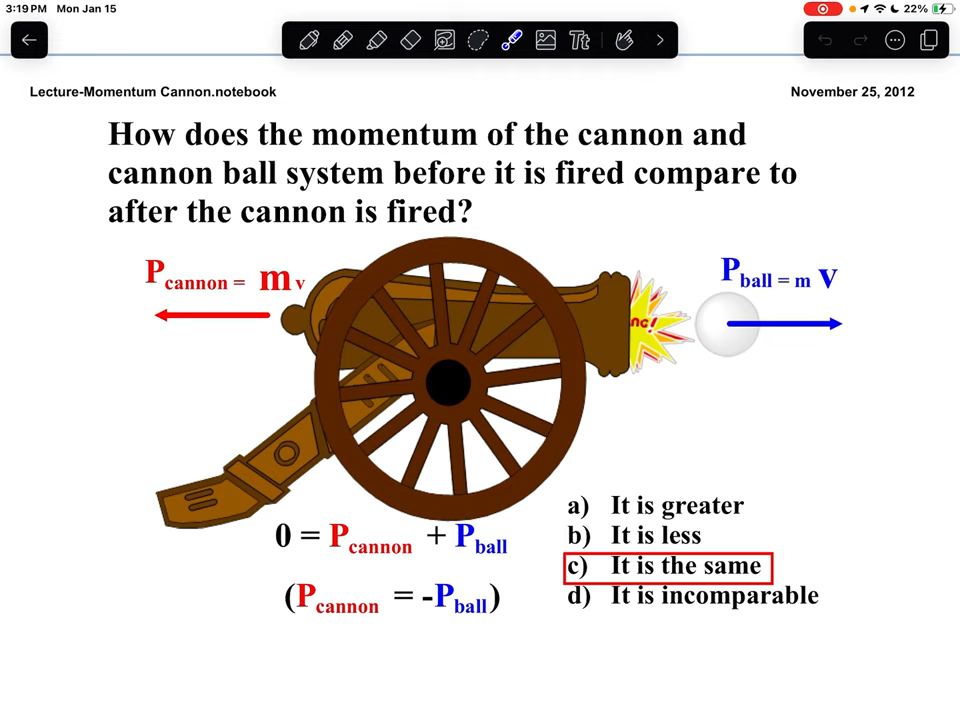 3:19 PM Mon Jan 15
22%
Tt
Lecture-Momentum Cannon.notebook
November 25, 2012
How does the momentum of the cannon and
cannon ball system before it is fired compare to
after the cannon is fired?
Pcannon = m v
Pball = m v
NG!
0 = Pcannon + Pball
(Pcannon = -Pball)
a) It is greater
b) It is less
c) It is the same
d) It is incomparable